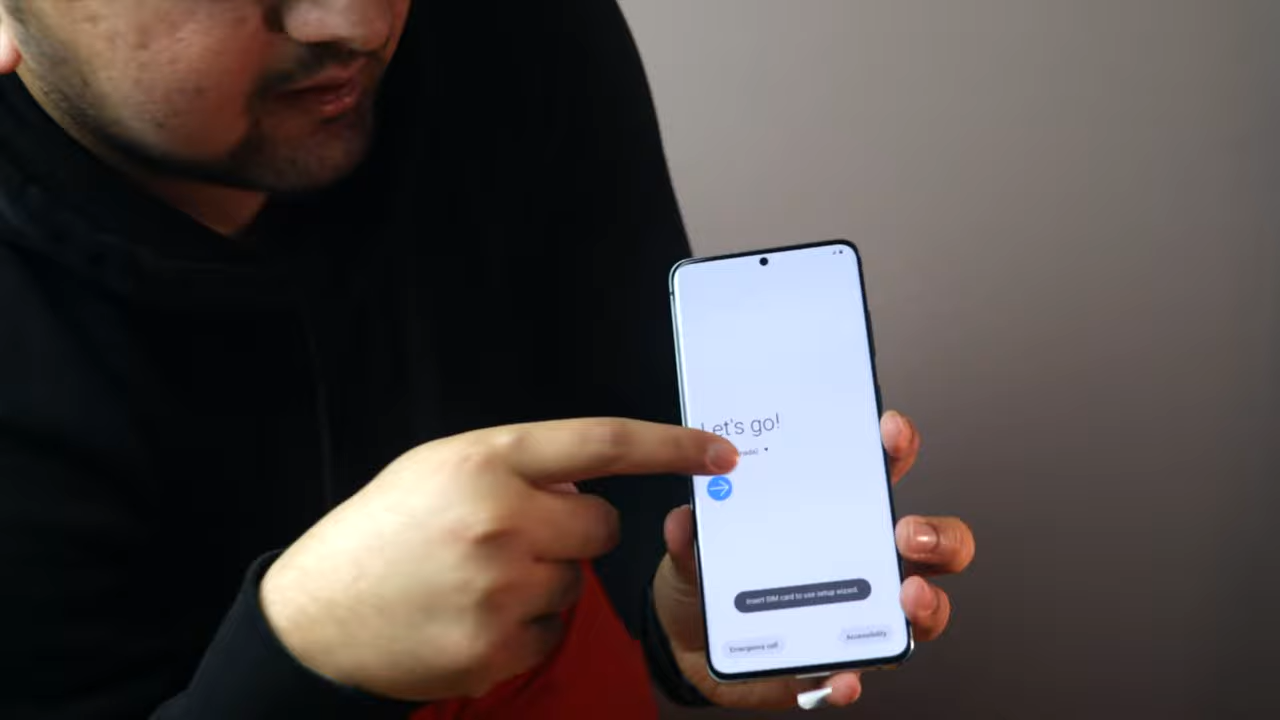 Let's go!
Insert SIM card to use setup wizard.
Emergency call
Accessibility